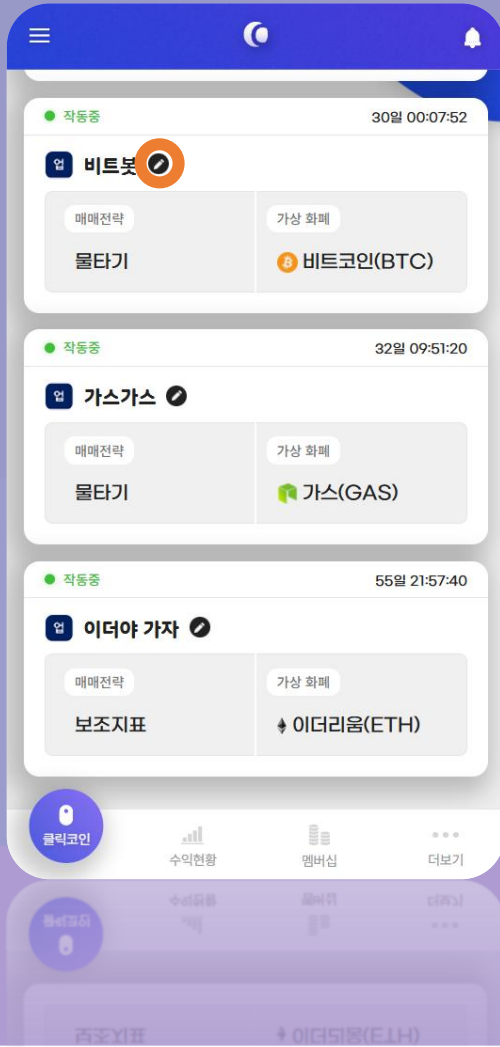 작동중 30일 00:07:52
업 비트봇
매매전략 가상 화폐
물타기 비트코인(BTC)
작동중 32일 09:51:20
업 가스가스
매매전략 가상 화폐
물타기 가스(GAS)
작동중 55일 21:57:40
업 이더야 가자
매매전략 가상 화폐
보조지표 이더리움(ETH)
클릭코인 수익현황 멤버십 더보기